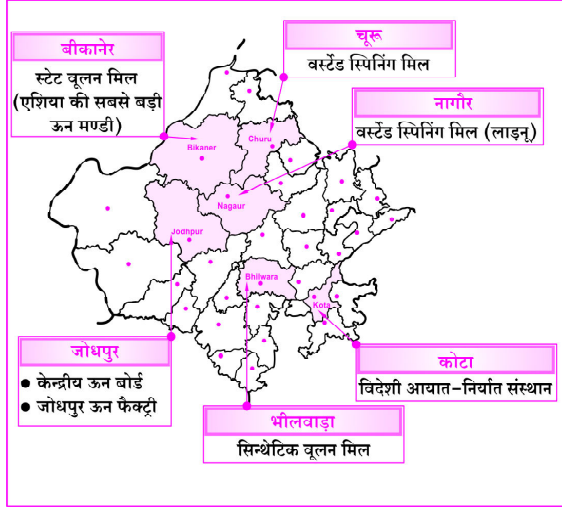 बीकानेर
स्टेट वूलन मिल
(एशिया की सबसे बड़ी
ऊन मण्डी)
चूरू
वर्स्टेड स्पिनिंग मिल
नागौर
वर्स्टेड स्पिनिंग मिल (लाइनू)
Bikaner
Churu
Nagaur
Jodhpur
Bhilwara
Kota
जोधपुर
● केन्द्रीय ऊन बोर्ड
● जोधपुर ऊन फैक्ट्री
कोटा
विदेशी आयात-निर्यात संस्थान
भीलवाड़ा
सिन्थेटिक वूलन मिल